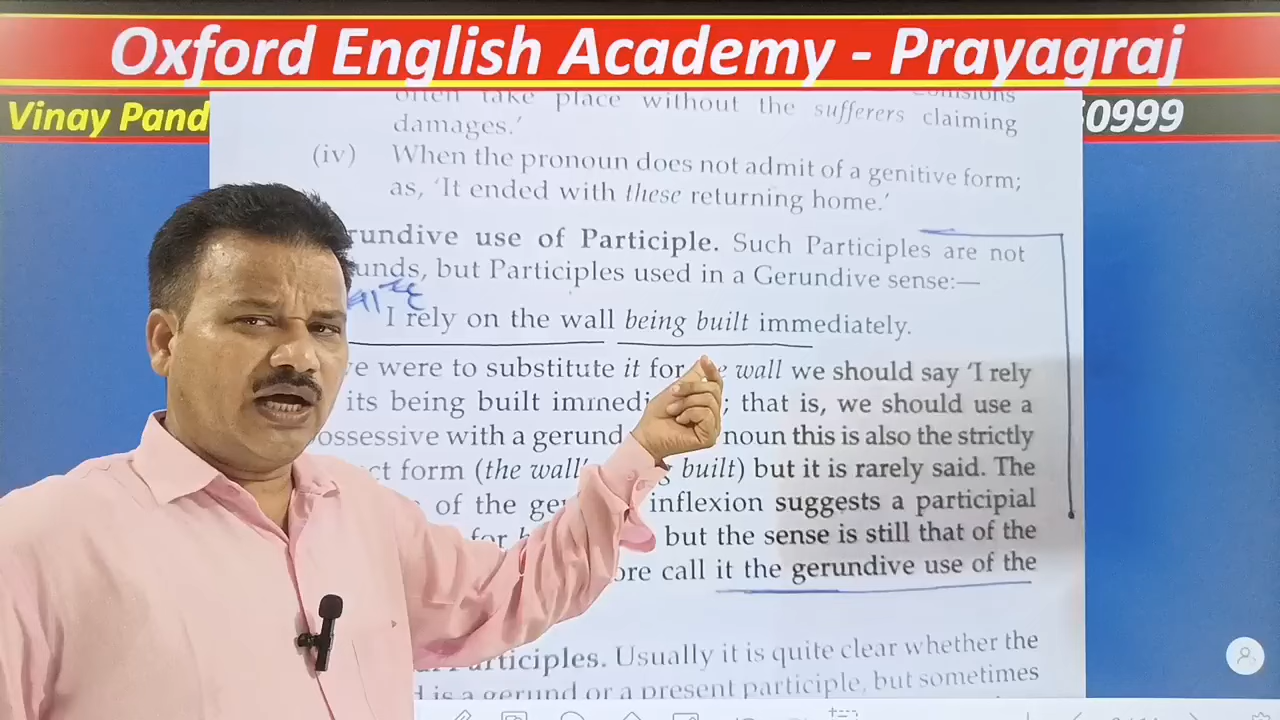 Oxford English Academy - Prayagraj
Vinay Pand 60999
often take place without the sufferers claiming
damages.'
(iv) When the pronoun does not admit of a genitive form;
as, 'It ended with these returning home.'
rundive use of Participle. Such Participles are not
unds, but Participles used in a Gerundive sense:—
I rely on the wall being built immediately.
e were to substitute it for wall we should say 'I rely
its being built immedi ; that is, we should use a
ossessive with a gerund noun this is also the strictly
ct form (the wall' built) but it is rarely said. The
of the ge inflexion suggests a participial
for but the sense is still that of the
ore call it the gerundive use of the
articiples. Usually it is quite clear whether the
is a gerund or a present participle, but sometimes